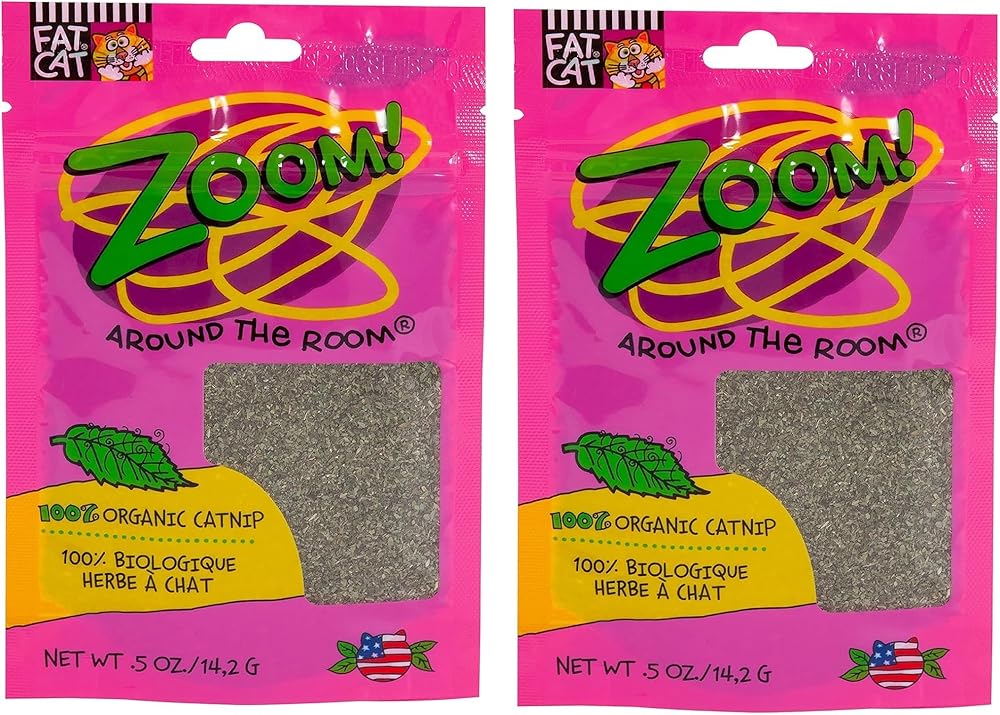 FAT
CAT®
ZOOM!
AROUND THE ROOM®
100% ORGANIC CATNIP
100% BIOLOGIQUE
HERBE À CHAT
NET WT .5 OZ./14,2 G
FAT
CAT®
ZOOM!
AROUND THE ROOM®
100% ORGANIC CATNIP
100% BIOLOGIQUE
HERBE À CHAT
NET WT .5 OZ./14,2 G